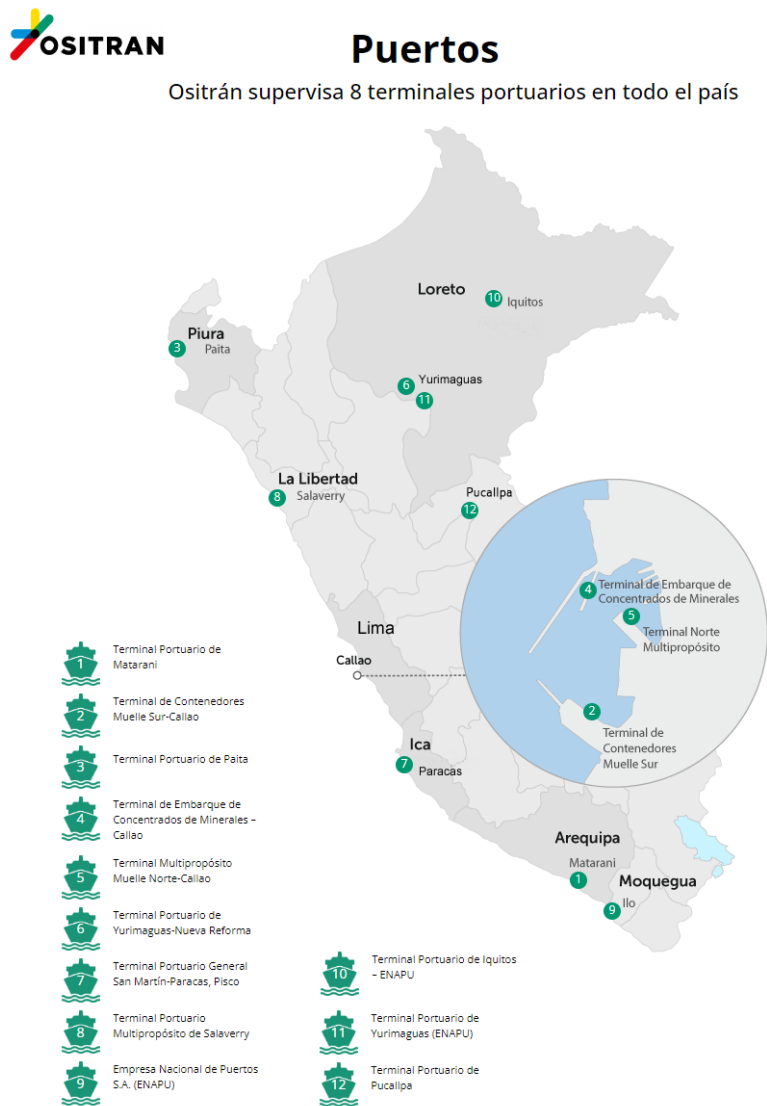 OSITRAN
Puertos
Ositrán supervisa 8 terminales portuarios en todo el país
Loreto
10
Iquitos
Piura
3
Paita
6
Yurimaguas
11
La Libertad
8
Salaverry
Pucallpa
12
4
Terminal de Embarque de
Concentrados de Minerales
5
Terminal Norte
Multipropósito
2
Terminal de
Contenedores
Muelle Sur
Lima
Callao
Ica
7
Paracas
Arequipa
Matarani
1
Moquegua
9
Ilo
1
Terminal Portuario de
Matarani
2
Terminal de Contenedores
Muelle Sur-Callao
3
Terminal Portuario de Paita
4
Terminal de Embarque de
Concentrados de Minerales –
Callao
5
Terminal Multipropósito
Muelle Norte-Callao
6
Terminal Portuario de
Yurimaguas-Nueva Reforma
7
Terminal Portuario General
San Martín-Paracas, Pisco
8
Terminal Portuario
Multipropósito de Salaverry
9
Empresa Nacional de Puertos
S.A. (ENAPU)
10
Terminal Portuario de Iquitos
– ENAPU
11
Terminal Portuario de
Yurimaguas (ENAPU)
12
Terminal Portuario de
Pucallpa